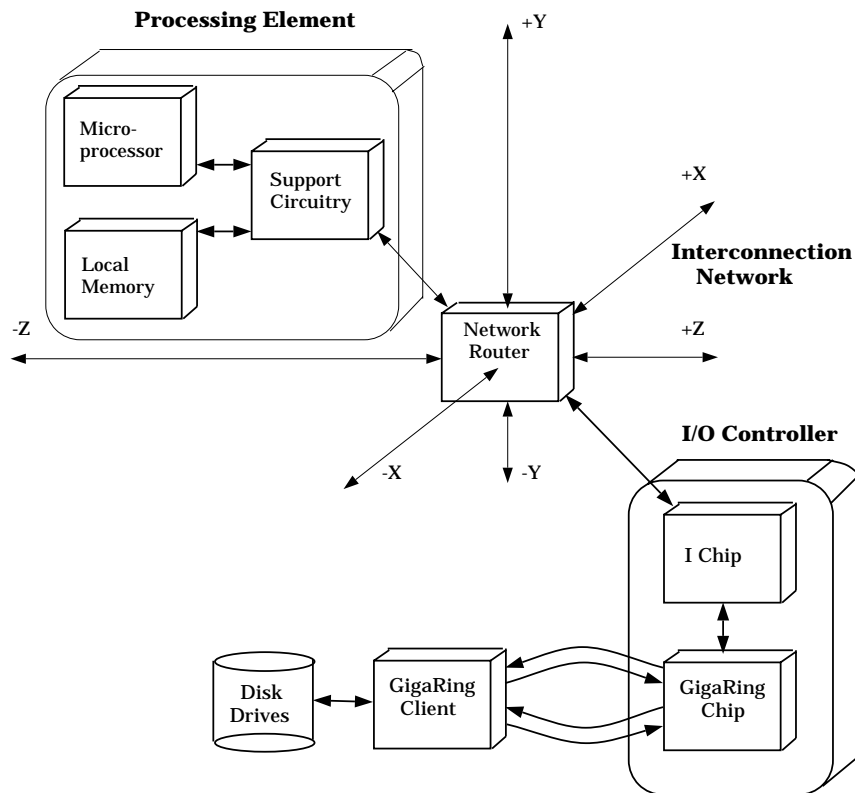 Processing Element
+Y
Micro-
processor
Support
Circuitry
+X
Local
Memory
Interconnection
Network
-Z
Network
Router
+Z
-X
-Y
I/O Controller
I Chip
Disk
Drives
GigaRing
Client
GigaRing
Chip